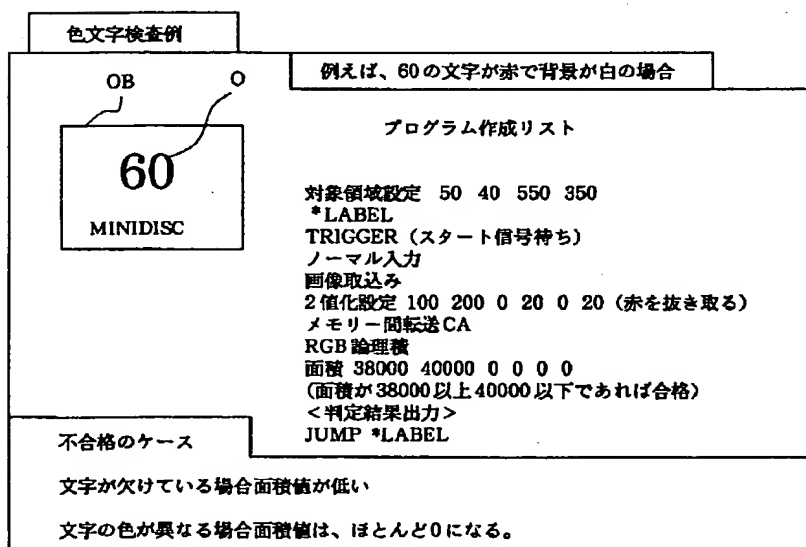 色文字検査例
例えば、60の文字が赤で背景が白の場合
OB
O
60
MINIDISC
プログラム作成リスト
対象領域設定 50 40 550 350
*LABEL
TRIGGER（スタート信号待ち）
ノーマル入力
画像取込み
2値化設定 100 200 0 20 0 20（赤を抜き取る）
メモリー間転送CA
RGB論理積
面積 38000 40000 0 0 0 0
(面積が38000以上40000以下であれば合格)
＜判定結果出力＞
JUMP *LABEL
不合格のケース
文字が欠けている場合面積値が低い
文字の色が異なる場合面積値は、ほとんど0になる。